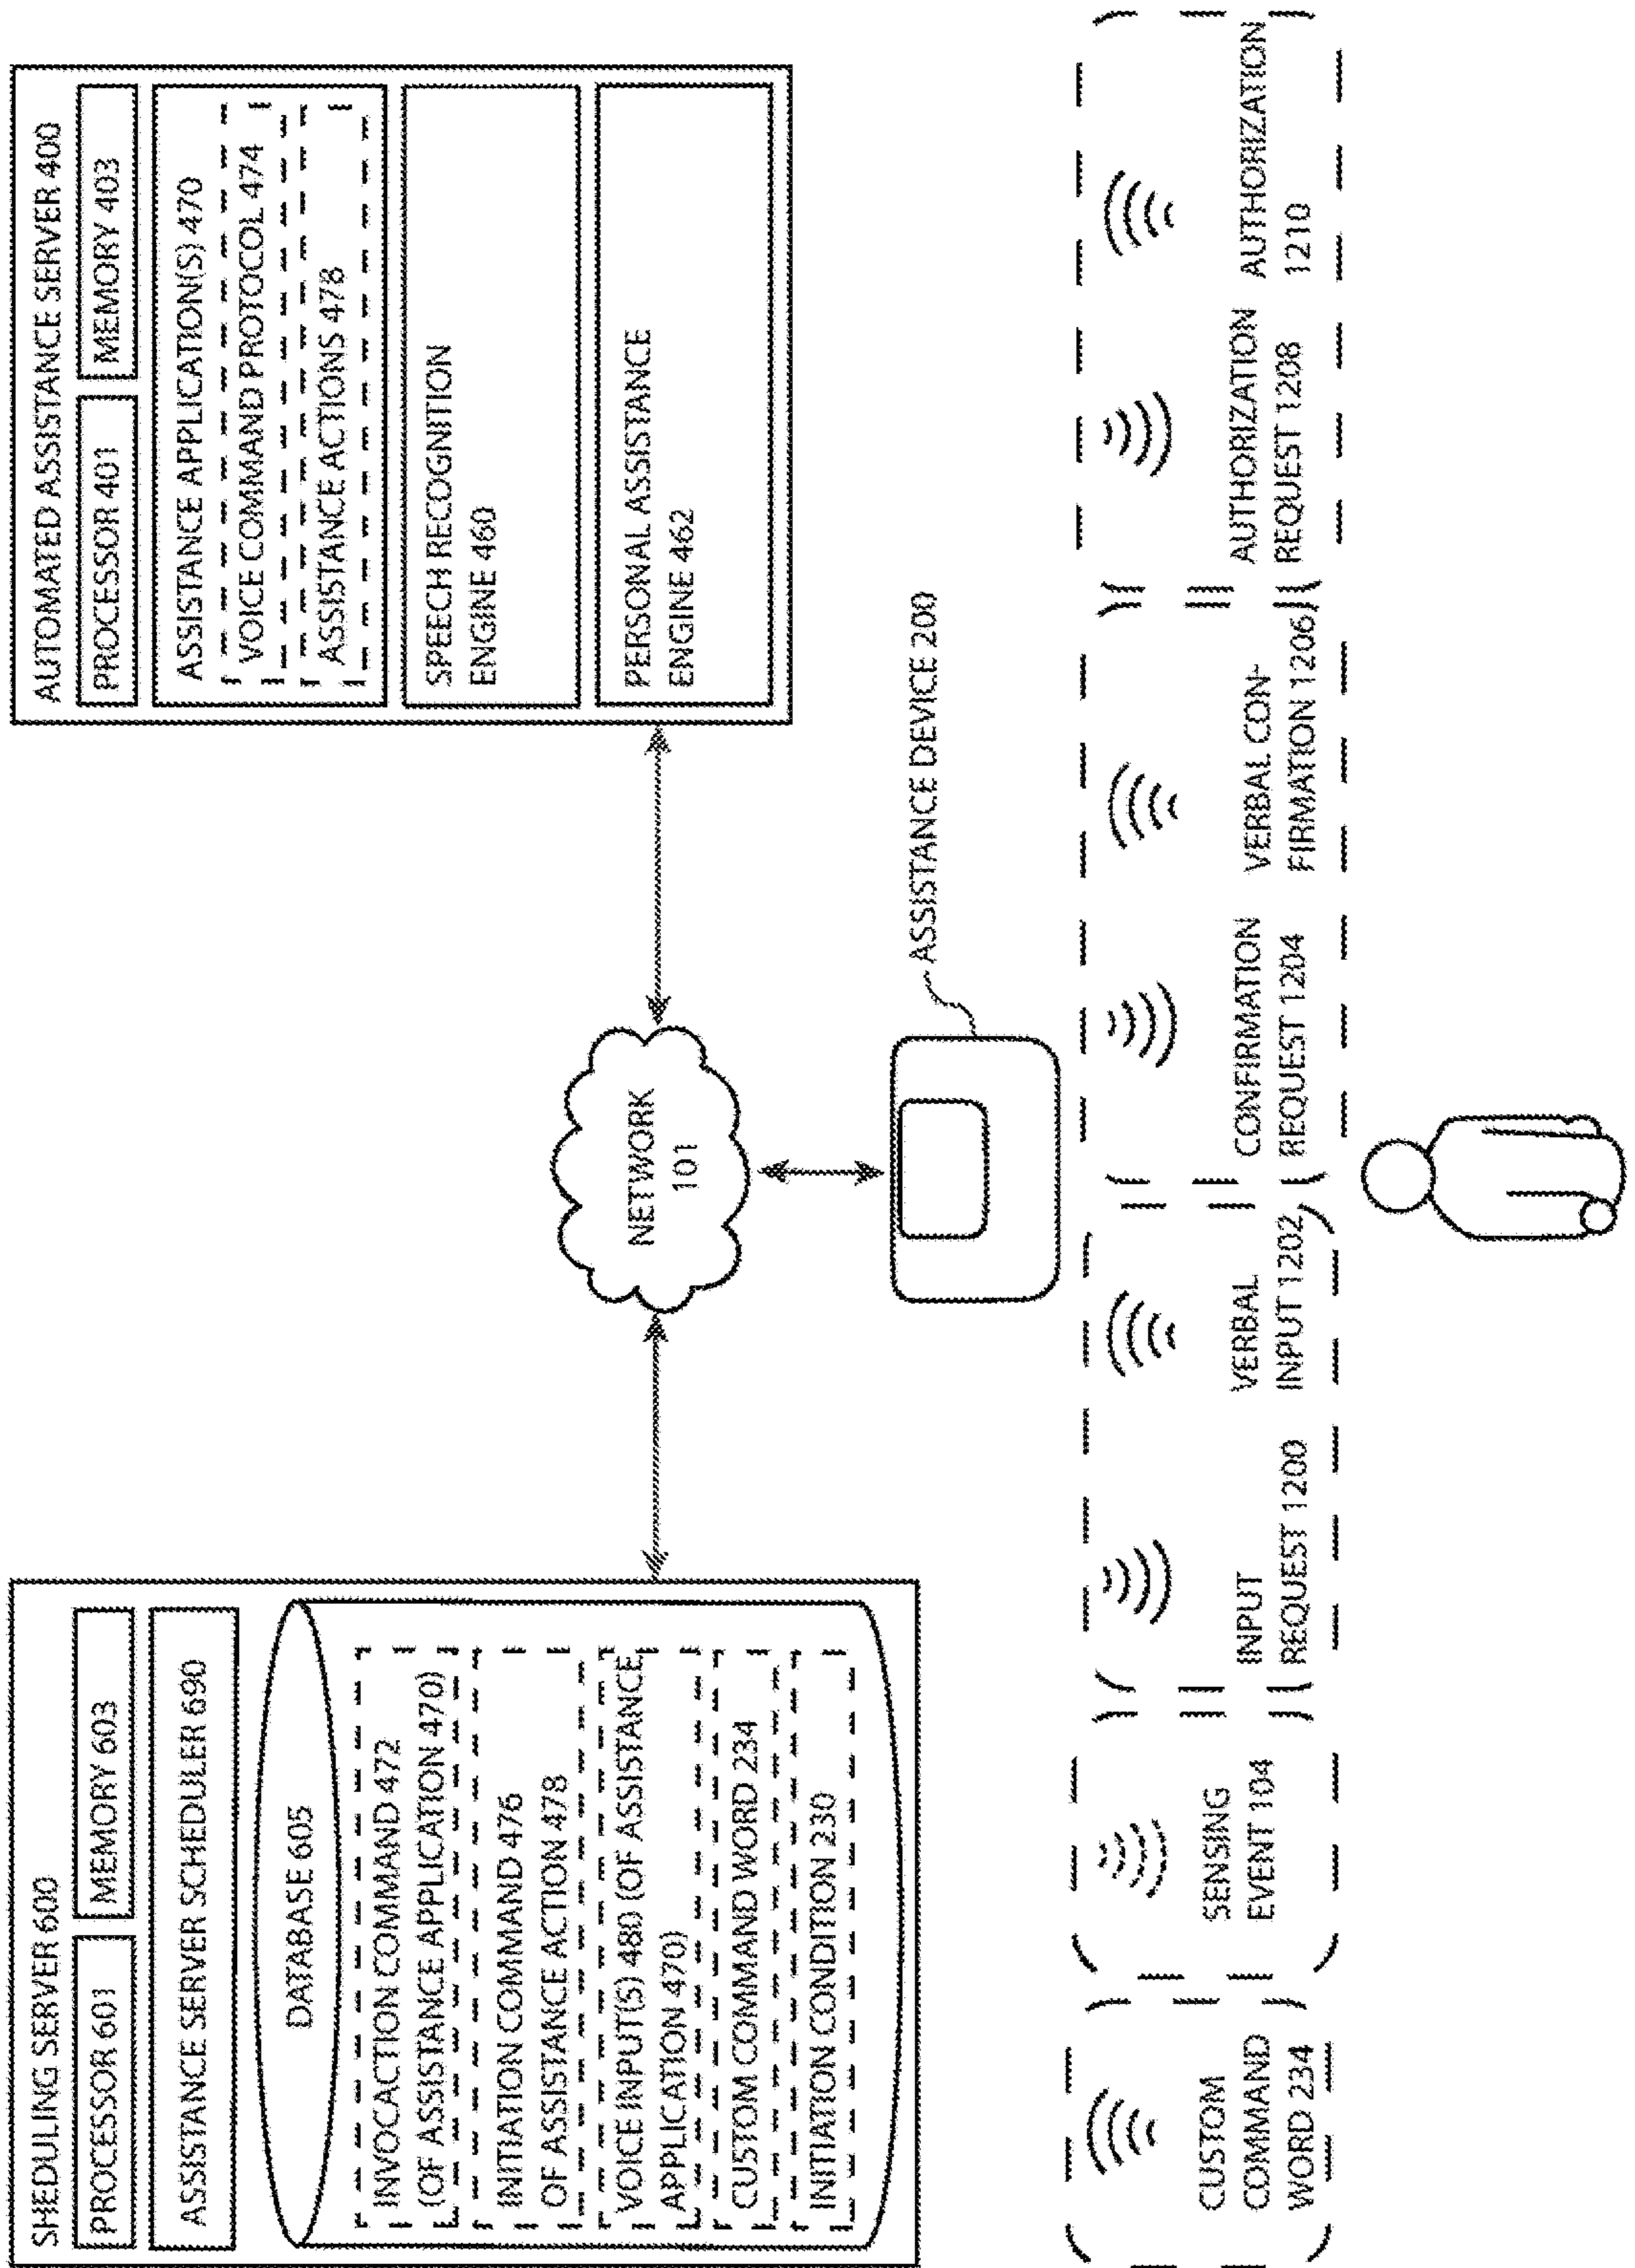 SHEDULING SERVER 600
PROCESSOR 601
MEMORY 603
ASSISTANCE SERVER SCHEDULER 690
DATABASE 605
INVOCACTION COMMAND 472
(OF ASSISTANCE APPLICATION 470)
INITIATION COMMAND 476
OF ASSISTANCE ACTION 478
VOICE INPUT(S) 480 (OF ASSISTANCE
APPLICATION 470)
CUSTOM COMMAND WORD 234
INITIATION CONDITION 230
AUTOMATED ASSISTANCE SERVER 400
PROCESSOR 401
MEMORY 403
ASSISTANCE APPLICATION(S) 470
VOICE COMMAND PROTOCOL 474
ASSISTANCE ACTIONS 478
SPEECH RECOGNITION
ENGINE 460
PERSONAL ASSISTANCE
ENGINE 462
NETWORK
101
ASSISTANCE DEVICE 200
CUSTOM
COMMAND
WORD 234
SENSING
EVENT 104
INPUT
REQUEST 1200
VERBAL
INPUT 1202
CONFIRMATION
REQUEST 1204
VERBAL CON-
FIRMATION 1206
AUTHORIZATION
REQUEST 1208
AUTHORIZATION
1210